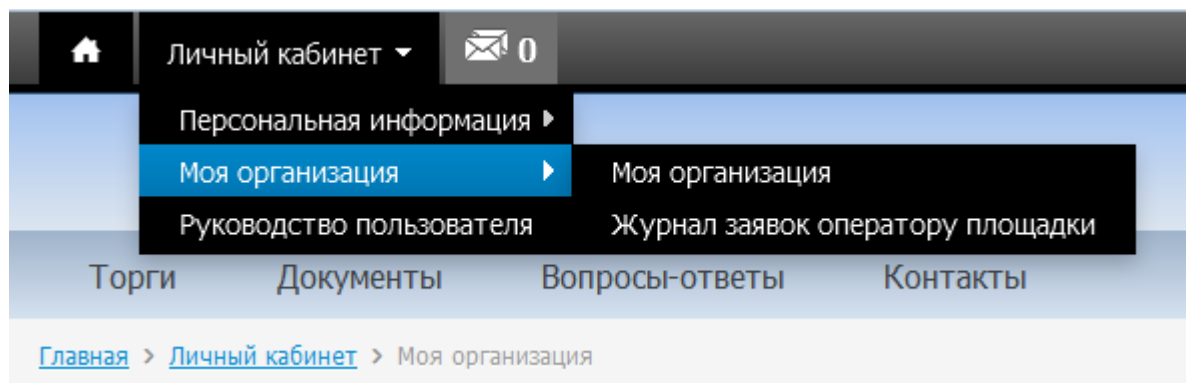 Личный кабинет 0
Персональная информация
Моя организация Моя организация
Руководство пользователя Журнал заявок оператору площадки
Торги Документы Вопросы-ответы Контакты
Главная > Личный кабинет > Моя организация